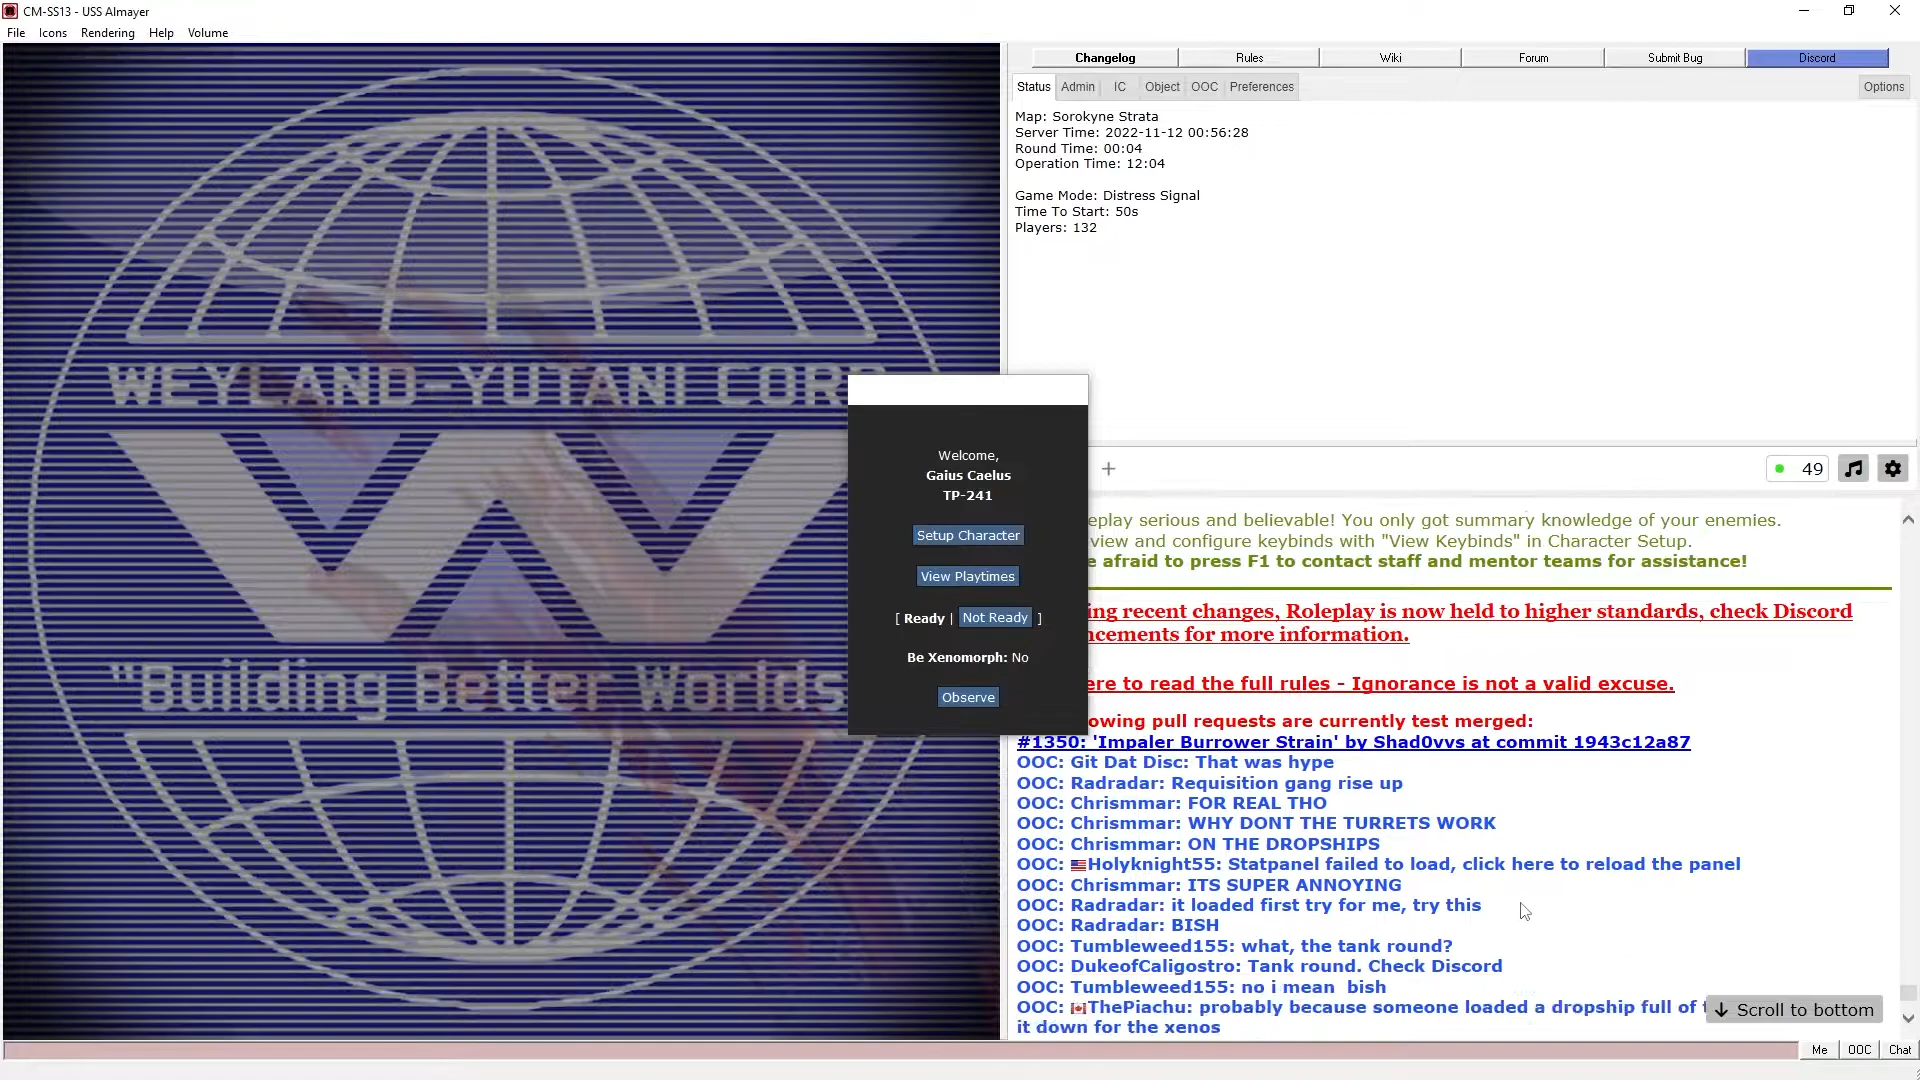 CM-SS13 - USS Almayer
File Icons Rendering Help Volume
WEYLAND-YUTANI CORP
"Building Better Worlds
Changelog Rules Wiki Forum Submit Bug Discord
Status Admin IC Object OOC Preferences Options
Map: Sorokyne Strata
Server Time: 2022-11-12 00:56:28
Round Time: 00:04
Operation Time: 12:04
Game Mode: Distress Signal
Time To Start: 50s
Players: 132
Welcome,
Gaius Caelus
TP-241
Setup Character
View Playtimes
[ Ready | Not Ready ]
Be Xenomorph: No
Observe
+ 49
eplay serious and believable! You only got summary knowledge of your enemies.
view and configure keybinds with "View Keybinds" in Character Setup.
e afraid to press F1 to contact staff and mentor teams for assistance!
ing recent changes, Roleplay is now held to higher standards, check Discord
ncements for more information.
ere to read the full rules - Ignorance is not a valid excuse.
owing pull requests are currently test merged:
#1350: 'Impaler Burrower Strain' by Shad0vvs at commit 1943c12a87
OOC: Git Dat Disc: That was hype
OOC: Radradar: Requisition gang rise up
OOC: Chrismmar: FOR REAL THO
OOC: Chrismmar: WHY DONT THE TURRETS WORK
OOC: Chrismmar: ON THE DROPSHIPS
OOC: Holyknight55: Statpanel failed to load, click here to reload the panel
OOC: Chrismmar: ITS SUPER ANNOYING
OOC: Radradar: it loaded first try for me, try this
OOC: Radradar: BISH
OOC: Tumbleweed155: what, the tank round?
OOC: DukeofCaligostro: Tank round. Check Discord
OOC: Tumbleweed155: no i mean bish
OOC: ThePiachu: probably because someone loaded a dropship full of
it down for the xenos
Scroll to bottom
Me OOC Chat